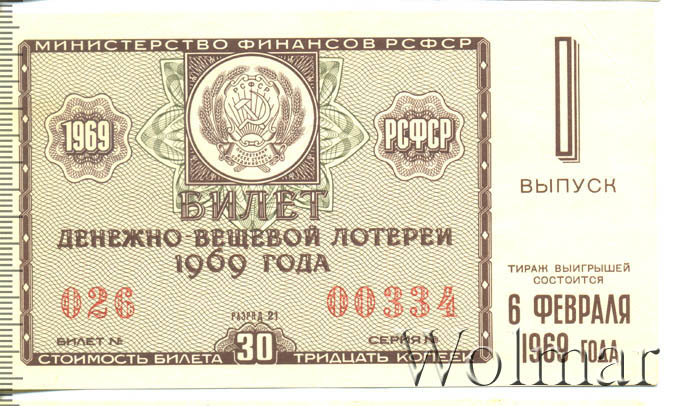 МИНИСТЕРСТВО ФИНАНСОВ РСФСР
1969
РСФСР
БИЛЕТ
ДЕНЕЖНО-ВЕЩЕВОЙ ЛОТЕРЕИ
1969 ГОДА
026
РАЗРЯД 21
00334
БИЛЕТ №
СЕРИЯ №
СТОИМОСТЬ БИЛЕТА 30 ТРИДЦАТЬ КОПЕЕК
I
ВЫПУСК
ТИРАЖ ВЫИГРЫШЕЙ
СОСТОИТСЯ
6 ФЕВРАЛЯ
1969 ГОДА
Wolmar